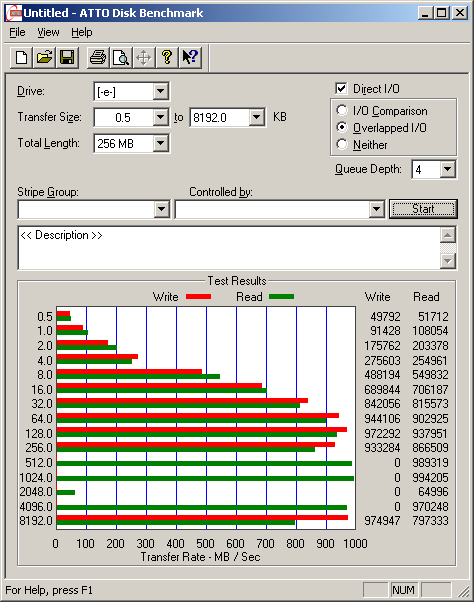 Untitled - ATTO Disk Benchmark
File View Help
Drive: [-e-] Direct I/O
Transfer Size: 0.5 to 8192.0 KB I/O Comparison
Overlapped I/O
Total Length: 256 MB Neither
Queue Depth: 4
Stripe Group: Controlled by:
Start
<< Description >>
Test Results
Write Read Write Read
0.5 49792 51712
1.0 91428 108054
2.0 175762 203378
4.0 275603 254961
8.0 488194 549832
16.0 689844 706187
32.0 842056 815573
64.0 944106 902925
128.0 972292 937951
256.0 933284 866509
512.0 0 989319
1024.0 0 994205
2048.0 0 64996
4096.0 0 970248
8192.0 974947 797333
0 100 200 300 400 500 600 700 800 900 1000
Transfer Rate - MB / Sec
For Help, press F1 NUM